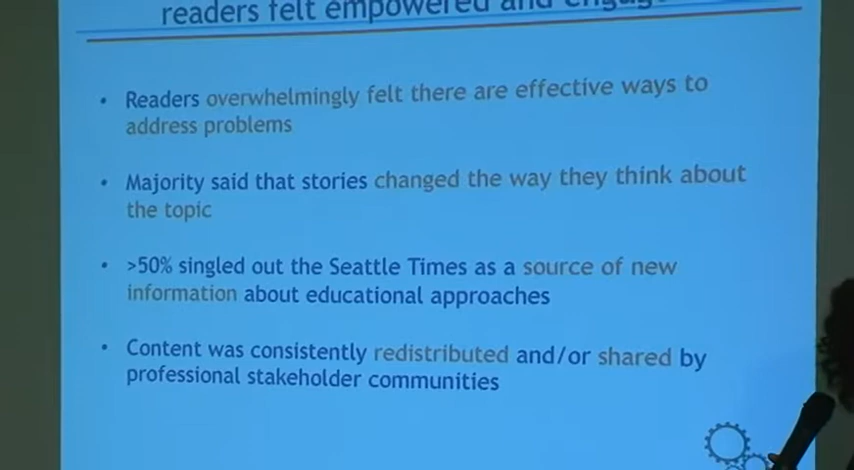 readers felt empowered and
• Readers overwhelmingly felt there are effective ways to
address problems
• Majority said that stories changed the way they think about
the topic
• >50% singled out the Seattle Times as a source of new
information about educational approaches
• Content was consistently redistributed and/or shared by
professional stakeholder communities